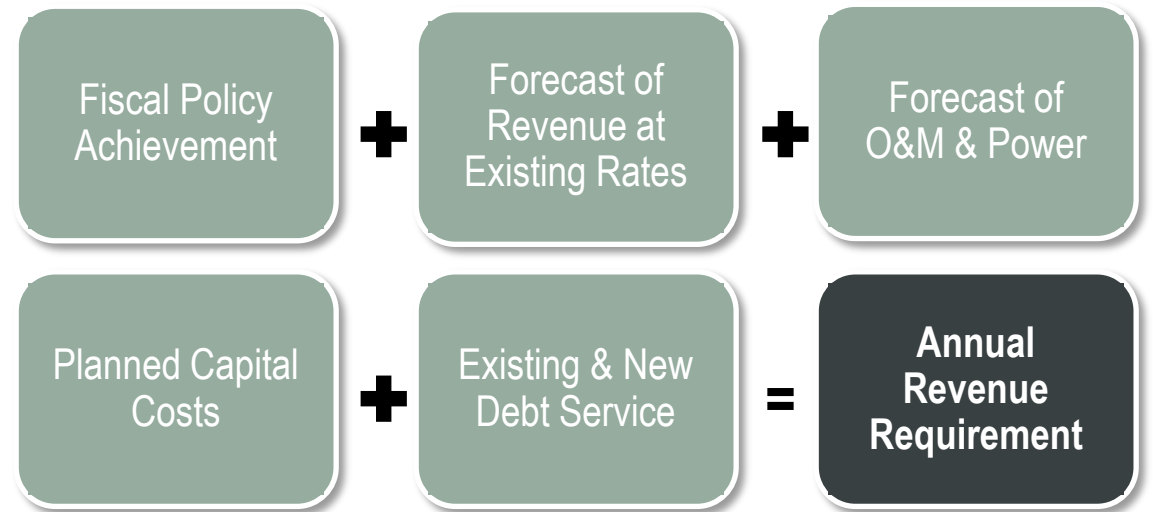 Fiscal Policy
Achievement
+
Forecast of
Revenue at
Existing Rates
+
Forecast of
O&M & Power
Planned Capital
Costs
+
Existing & New
Debt Service
=
Annual
Revenue
Requirement